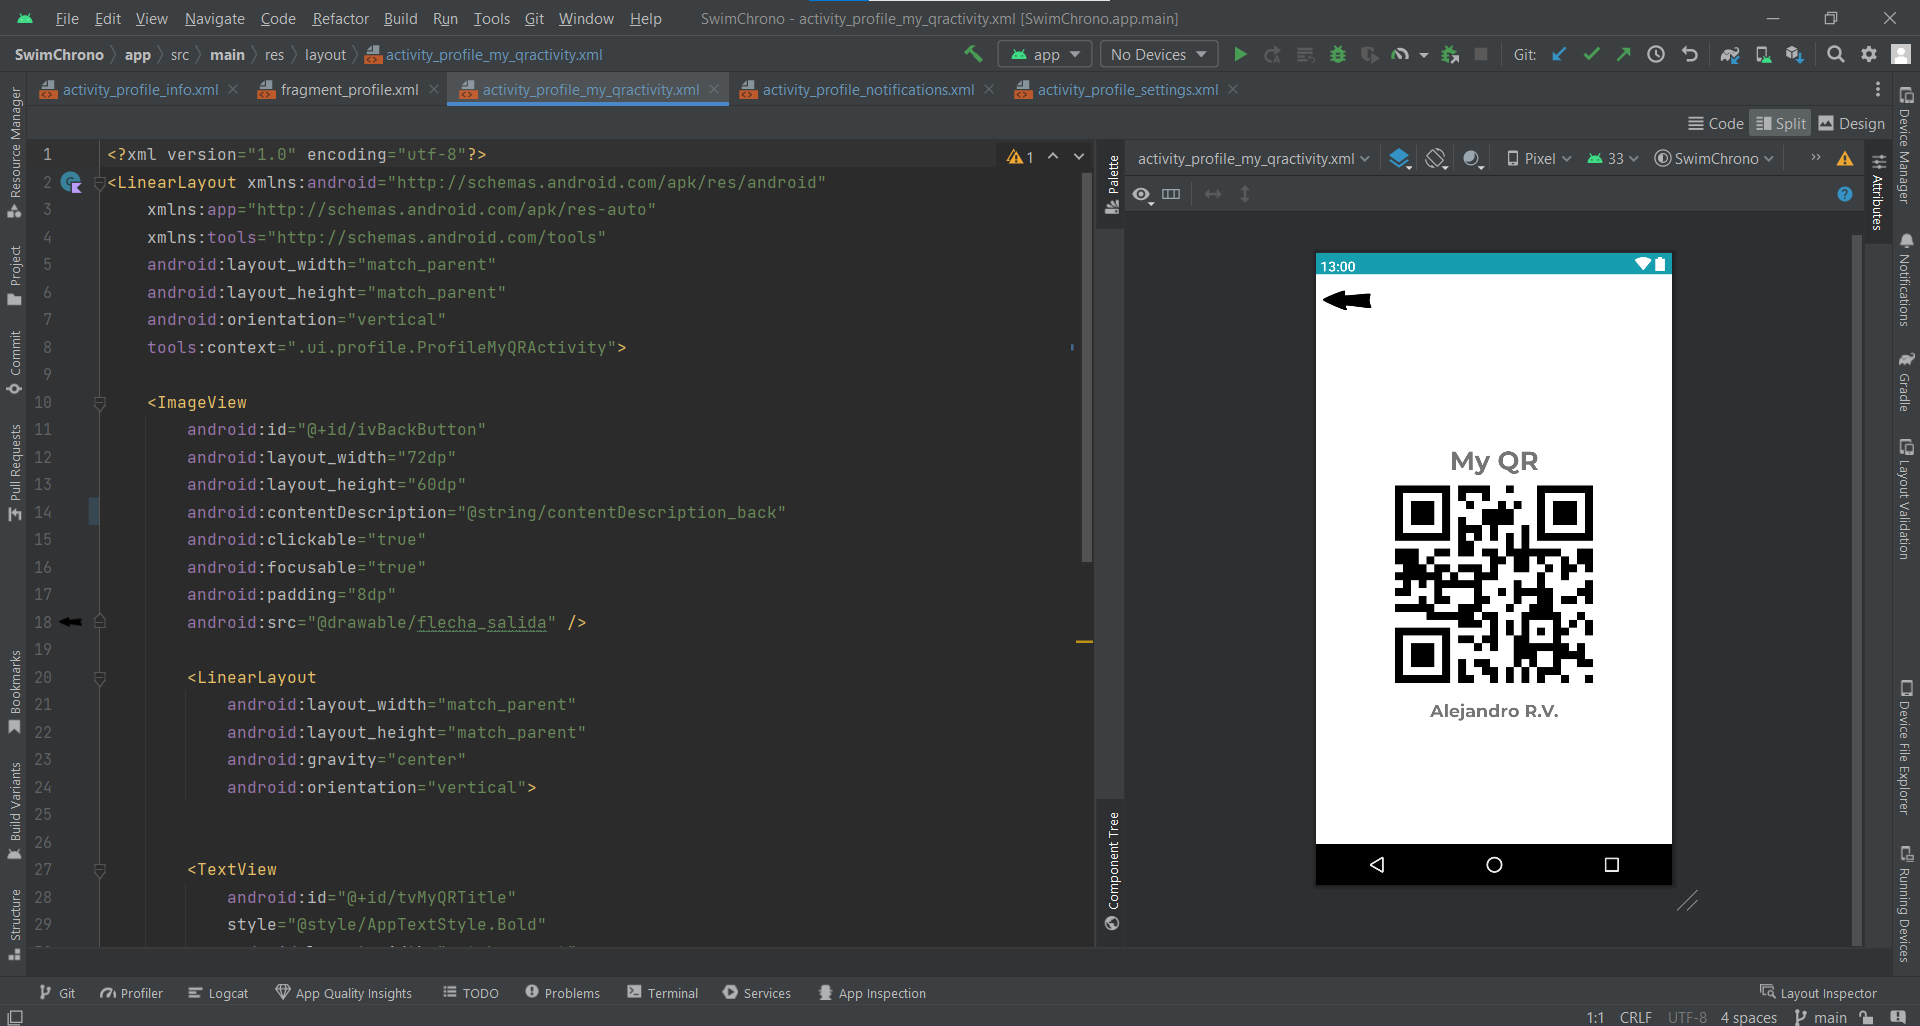 File Edit View Navigate Code Refactor Build Run Tools Git Window Help SwimChrono - activity_profile_my_qractivity.xml [SwimChrono.app.main]
SwimChrono app src main res layout activity_profile_my_qractivity.xml app No Devices Git:
activity_profile_info.xml fragment_profile.xml activity_profile_my_qractivity.xml activity_profile_notifications.xml activity_profile_settings.xml
Code Split Design
Resource Manager
Project
Commit
Pull Requests
Bookmarks
Build Variants
Structure
1 <?xml version="1.0" encoding="utf-8"?>
2 <LinearLayout xmlns:android="http://schemas.android.com/apk/res/android"
3 xmlns:app="http://schemas.android.com/apk/res-auto"
4 xmlns:tools="http://schemas.android.com/tools"
5 android:layout_width="match_parent"
6 android:layout_height="match_parent"
7 android:orientation="vertical"
8 tools:context=".ui.profile.ProfileMyQRActivity">
9
10 <ImageView
11 android:id="@+id/ivBackButton"
12 android:layout_width="72dp"
13 android:layout_height="60dp"
14 android:contentDescription="@string/contentDescription_back"
15 android:clickable="true"
16 android:focusable="true"
17 android:padding="8dp"
18 android:src="@drawable/flecha_salida" />
19
20 <LinearLayout
21 android:layout_width="match_parent"
22 android:layout_height="match_parent"
23 android:gravity="center"
24 android:orientation="vertical">
25
26
27 <TextView
28 android:id="@+id/tvMyQRTitle"
29 style="@style/AppTextStyle.Bold"
1
Palette
Component Tree
activity_profile_my_qractivity.xml Pixel 33 SwimChrono
13:00
My QR
Alejandro R.V.
Attributes
Device Manager
Notifications
Gradle
Layout Validation
Device File Explorer
Running Devices
Git Profiler Logcat App Quality Insights TODO Problems Terminal Services App Inspection Layout Inspector
1:1 CRLF UTF-8 4 spaces main